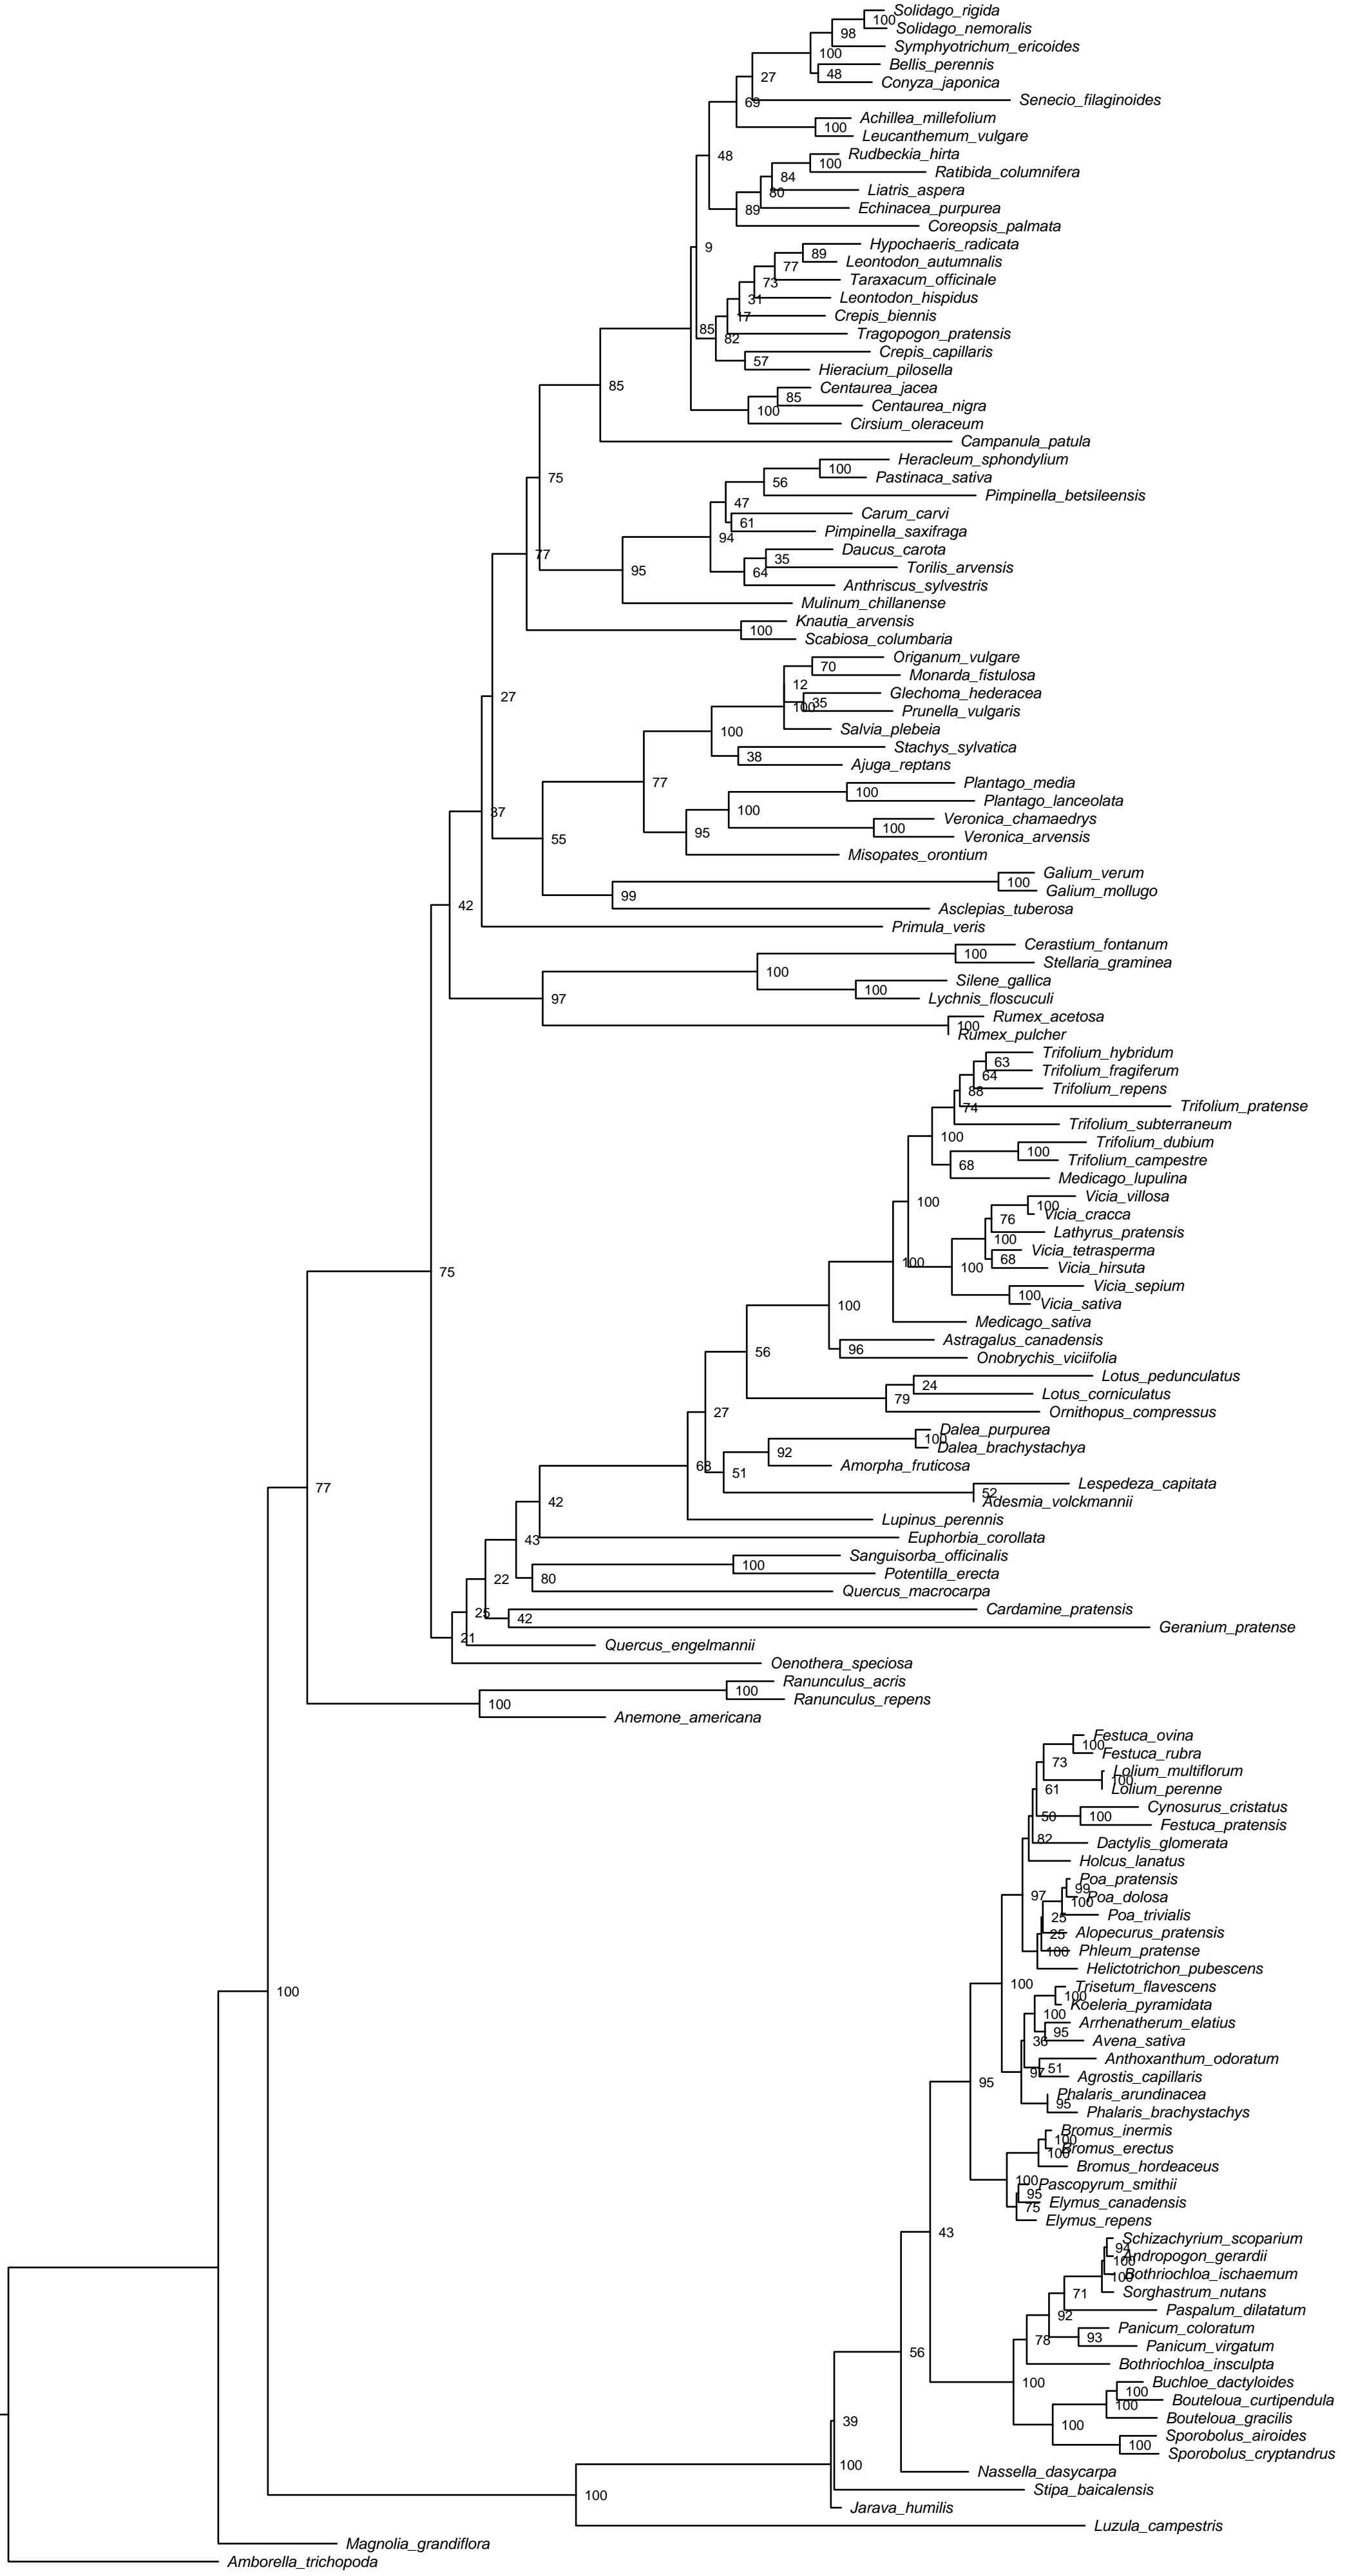 Solidago_rigida
100
Solidago_nemoralis
98
Symphyotrichum_ericoides
100
Bellis_perennis
27
48
Conyza_japonica
69
Senecio_filaginoides
Achillea_millefolium
100
Leucanthemum_vulgare
48
Rudbeckia_hirta
100
Ratibida_columnifera
84
80
Liatris_aspera
89
Echinacea_purpurea
Coreopsis_palmata
9
Hypochaeris_radicata
89
Leontodon_autumnalis
77
73
Taraxacum_officinale
31
Leontodon_hispidus
17
Crepis_biennis
85
82
Tragopogon_pratensis
Crepis_capillaris
57
Hieracium_pilosella
85
Centaurea_jacea
85
Centaurea_nigra
100
Cirsium_oleraceum
Campanula_patula
Heracleum_sphondylium
100
Pastinaca_sativa
75
56
Pimpinella_betsileensis
47
Carum_carvi
61
Pimpinella_saxifraga
94
Daucus_carota
77
35
Torilis_arvensis
95
64
Anthriscus_sylvestris
Mulinum_chillanense
Knautia_arvensis
100
Scabiosa_columbaria
Origanum_vulgare
70
Monarda_fistulosa
12
Glechoma_hederacea
27
100
35
Prunella_vulgaris
Salvia_plebeia
100
Stachys_sylvatica
38
Ajuga_reptans
77
Plantago_media
100
Plantago_lanceolata
37
100
Veronica_chamaedrys
100
95
Veronica_arvensis
55
Misopates_orontium
Galium_verum
100
Galium_mollugo
99
42
Asclepias_tuberosa
Primula_veris
Cerastium_fontanum
100
Stellaria_graminea
100
Silene_gallica
100
97
Lychnis_floscuculi
Rumex_acetosa
100
Rumex_pulcher
Trifolium_hybridum
63
Trifolium_fragiferum
64
88
Trifolium_repens
74
Trifolium_pratense
Trifolium_subterraneum
100
Trifolium_dubium
100
Trifolium_campestre
68
Medicago_lupulina
Vicia_villosa
100
100
Vicia_cracca
76
Lathyrus_pratensis
100
Vicia_tetrasperma
68
100
100
Vicia_hirsuta
75
Vicia_sepium
100
Vicia_sativa
100
Medicago_sativa
Astragalus_canadensis
96
56
Onobrychis_viciifolia
Lotus_pedunculatus
24
Lotus_corniculatus
79
27
Ornithopus_compressus
Dalea_purpurea
100
Dalea_brachystachya
92
68
51
Amorpha_fruticosa
Lespedeza_capitata
77
52
Adesmia_volckmannii
42
Lupinus_perennis
43
Euphorbia_corollata
Sanguisorba_officinalis
100
Potentilla_erecta
22
80
Quercus_macrocarpa
25
Cardamine_pratensis
42
Geranium_pratense
21
Quercus_engelmannii
Oenothera_speciosa
Ranunculus_acris
100
Ranunculus_repens
100
Anemone_americana
Festuca_ovina
100
Festuca_rubra
73
Lolium_multiflorum
100
61
Lolium_perenne
Cynosurus_cristatus
50
100
Festuca_pratensis
82
Dactylis_glomerata
Holcus_lanatus
Poa_pratensis
99
97
100
Poa_dolosa
25
Poa_trivialis
25
Alopecurus_pratensis
100
Phleum_pratense
Helictotrichon_pubescens
100
100
Trisetum_flavescens
100
Koeleria_pyramidata
100
Arrhenatherum_elatius
95
36
Avena_sativa
Anthoxanthum_odoratum
97
51
Agrostis_capillaris
95
Phalaris_arundinacea
95
Phalaris_brachystachys
Bromus_inermis
100
100
Bromus_erectus
Bromus_hordeaceus
100
Pascopyrum_smithii
95
75
Elymus_canadensis
Elymus_repens
43
Schizachyrium_scoparium
94
100
Andropogon_gerardii
100
Bothriochloa_ischaemum
71
Sorghastrum_nutans
92
Paspalum_dilatatum
Panicum_coloratum
78
93
Panicum_virgatum
56
Bothriochloa_insculpta
100
Buchloe_dactyloides
100
100
Bouteloua_curtipendula
39
100
Bouteloua_gracilis
Sporobolus_airoides
100
Sporobolus_cryptandrus
100
Nassella_dasycarpa
Stipa_baicalensis
100
Jarava_humilis
Luzula_campestris
Magnolia_grandiflora
Amborella_trichopoda